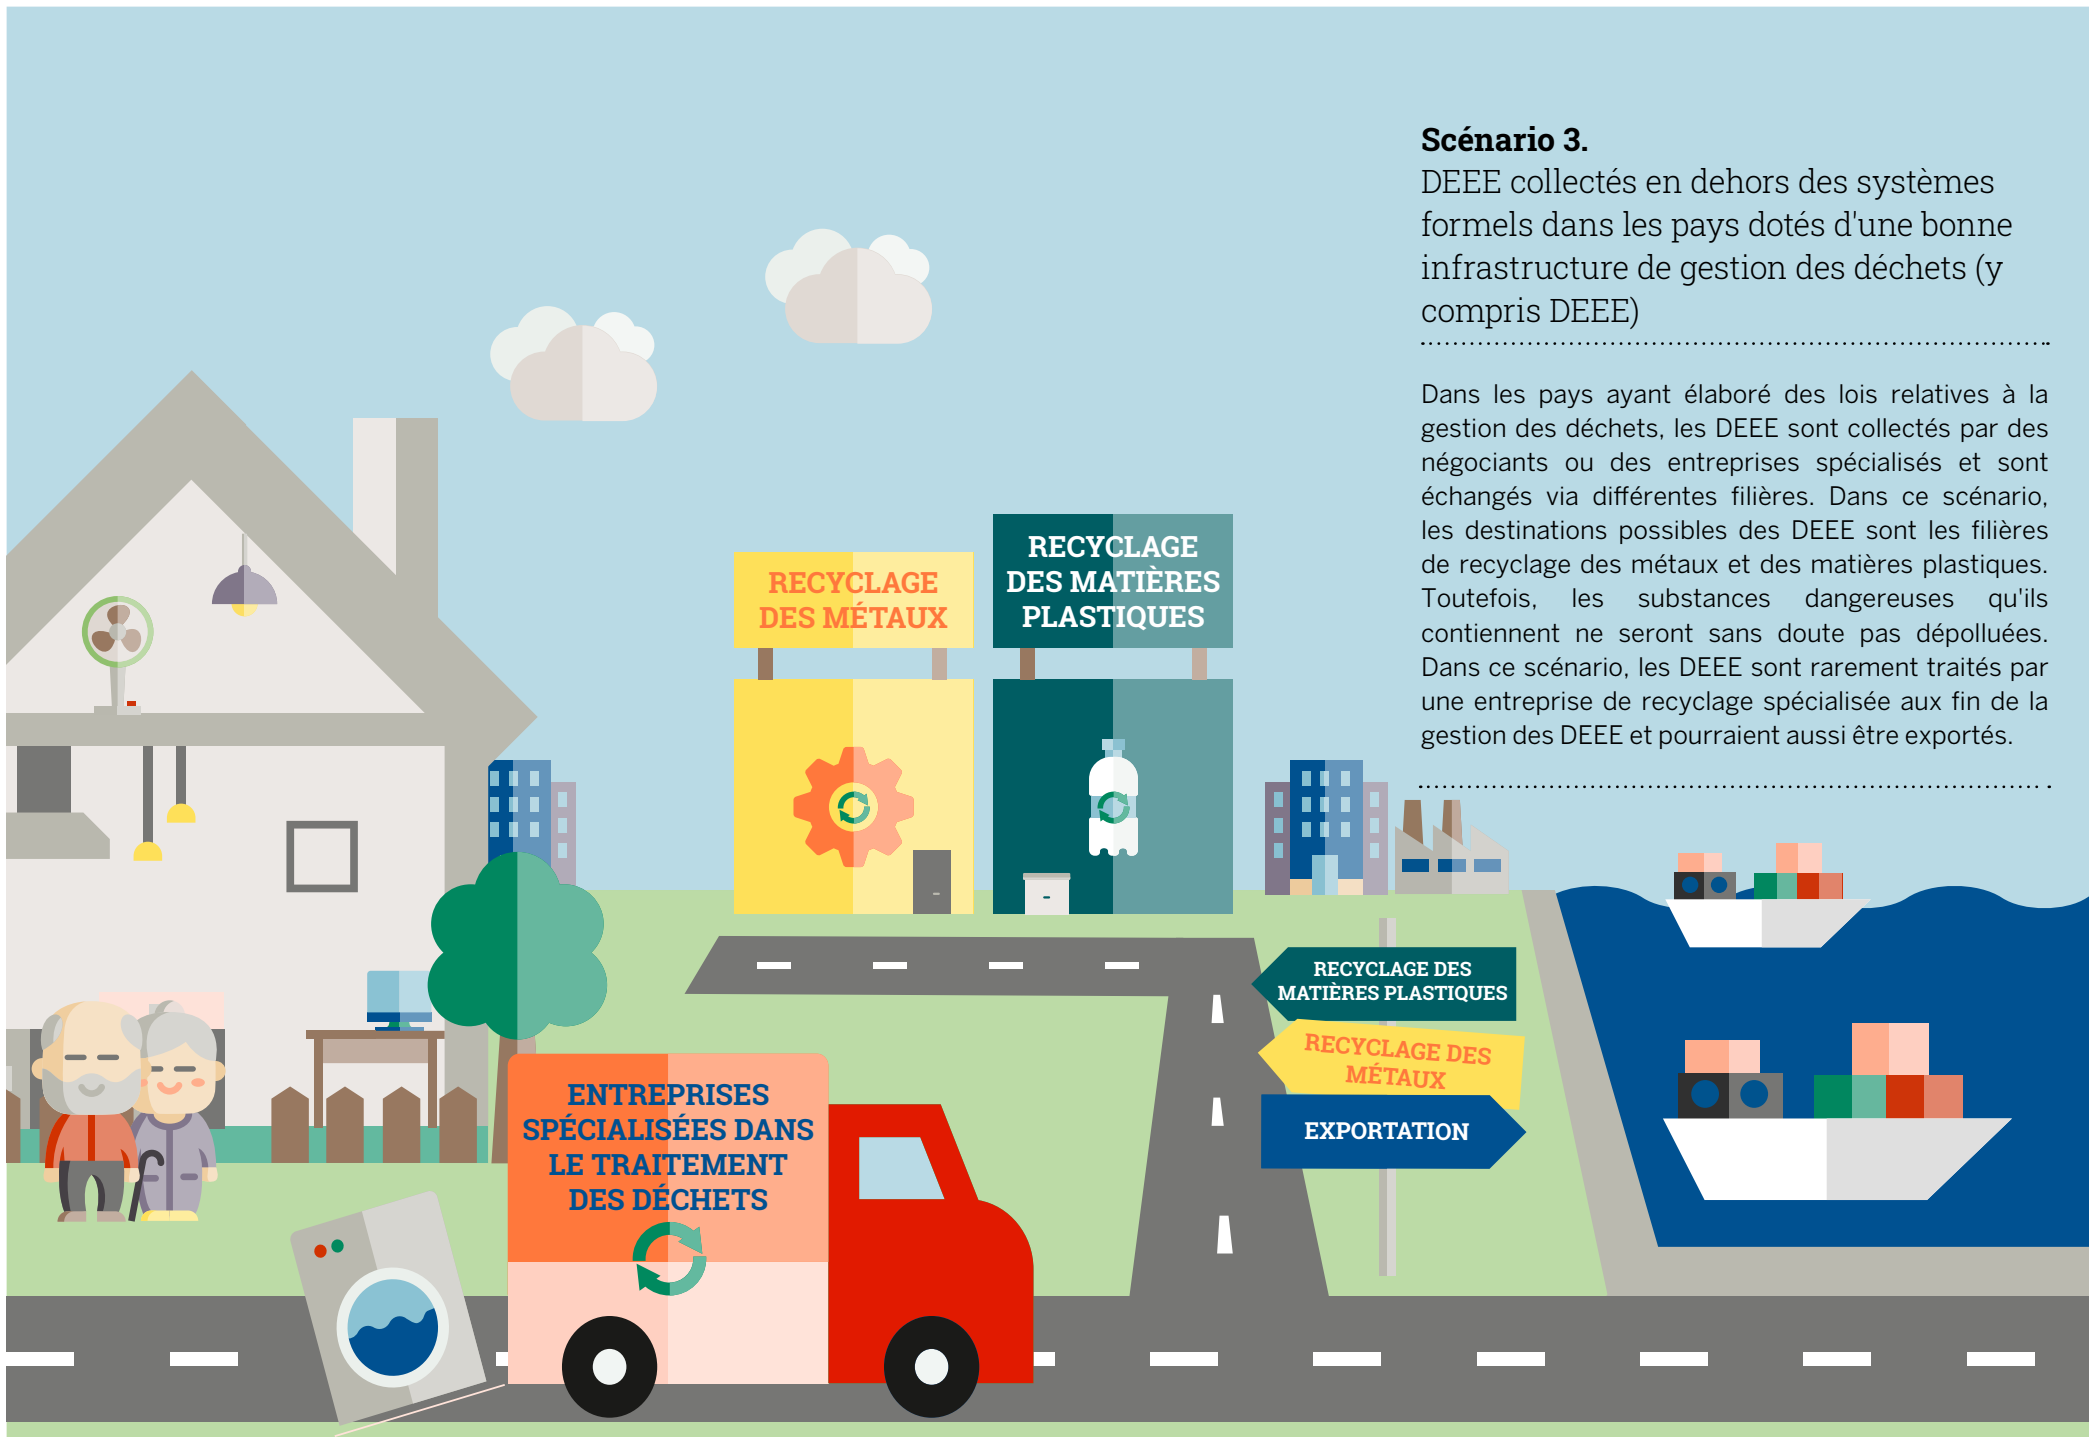 Scénario 3.
DEEE collectés en dehors des systèmes
formels dans les pays dotés d'une bonne
infrastructure de gestion des déchets (y
compris DEEE)
Dans les pays ayant élaboré des lois relatives à la
gestion des déchets, les DEEE sont collectés par des
négociants ou des entreprises spécialisés et sont
échangés via différentes filières. Dans ce scénario,
les destinations possibles des DEEE sont les filières
de recyclage des métaux et des matières plastiques.
Toutefois, les substances dangereuses qu'ils
contiennent ne seront sans doute pas dépolluées.
Dans ce scénario, les DEEE sont rarement traités par
une entreprise de recyclage spécialisée aux fin de la
gestion des DEEE et pourraient aussi être exportés.
RECYCLAGE
DES MÉTAUX
RECYCLAGE
DES MATIÈRES
PLASTIQUES
RECYCLAGE DES
MATIÈRES PLASTIQUES
RECYCLAGE DES
MÉTAUX
EXPORTATION
ENTREPRISES
SPÉCIALISÉES DANS
LE TRAITEMENT
DES DÉCHETS